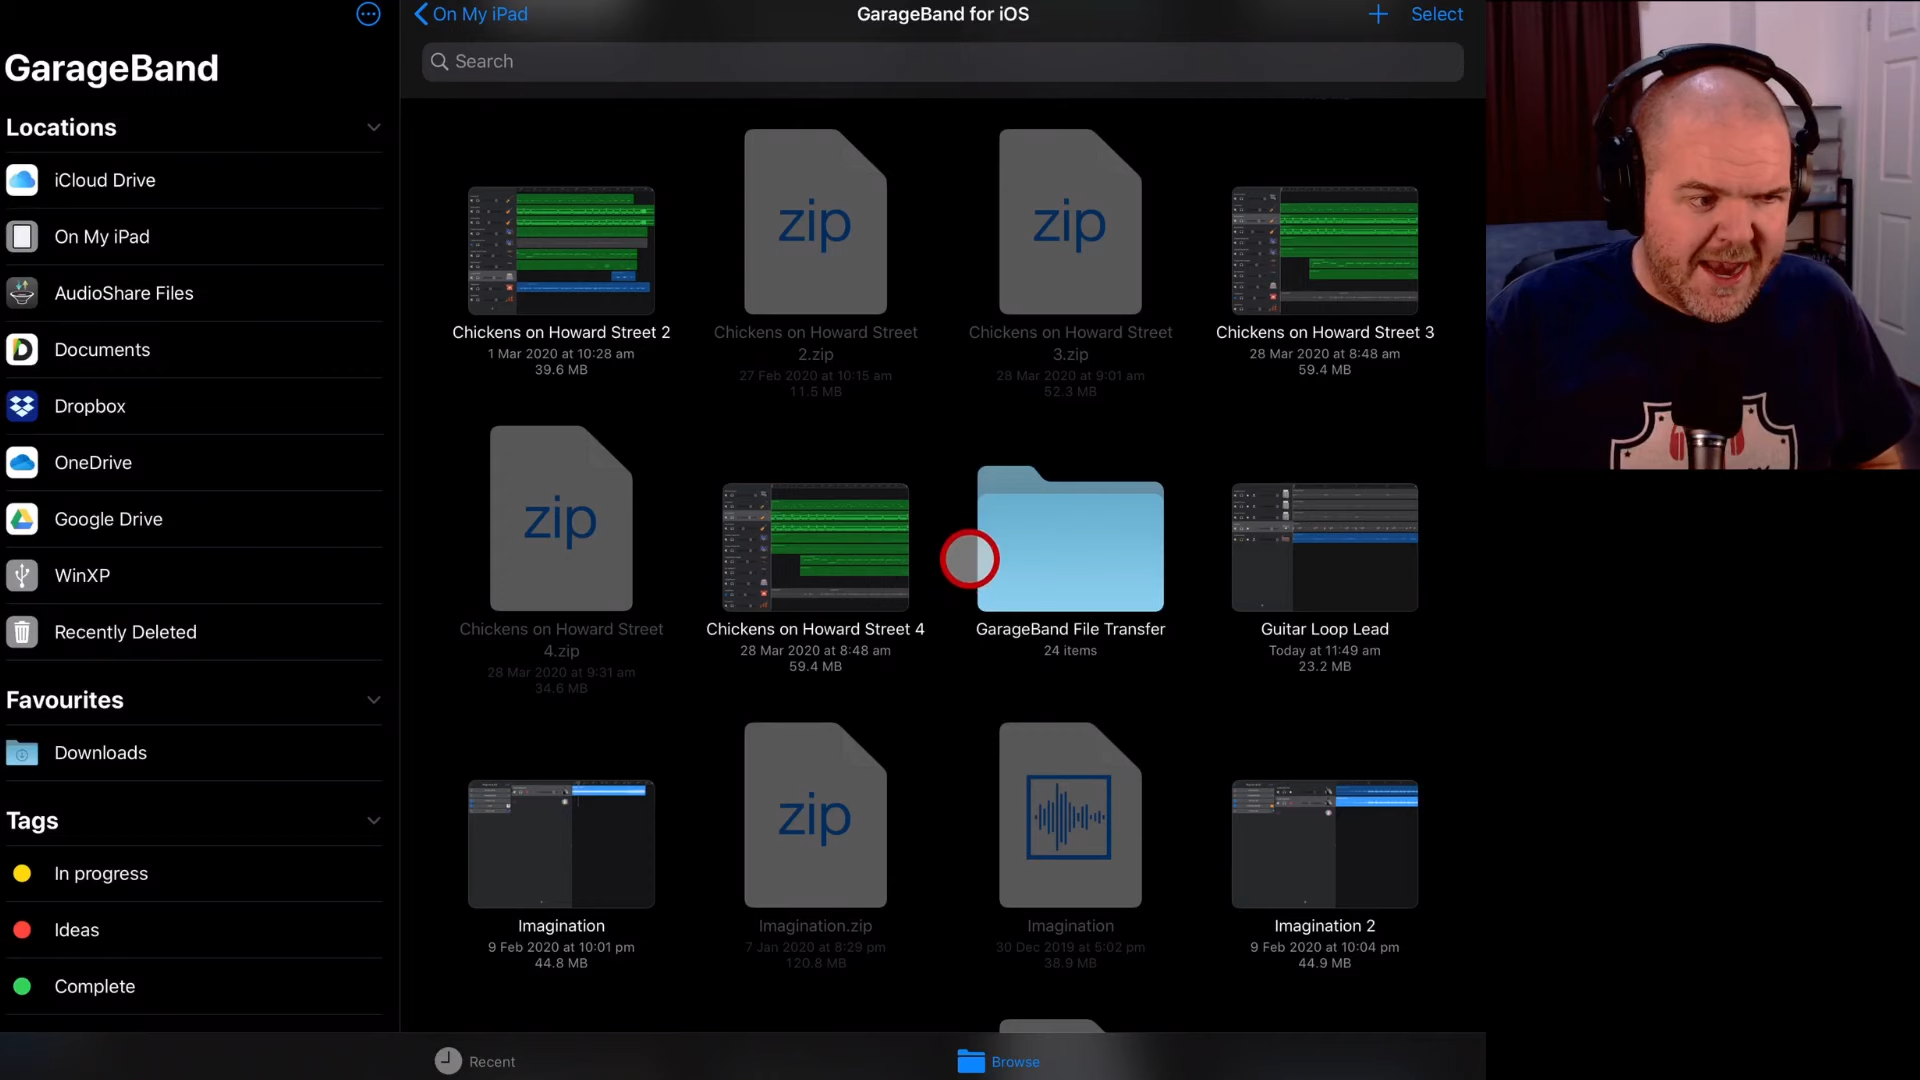 GarageBand
Locations
iCloud Drive
On My iPad
AudioShare Files
Documents
Dropbox
OneDrive
Google Drive
WinXP
Recently Deleted
Favourites
Downloads
Tags
In progress
Ideas
Complete
On My iPad
GarageBand for iOS
Select
Search
Chickens on Howard Street 2
1 Mar 2020 at 10:28 am
39.6 MB
zip
Chickens on Howard Street
2.zip
27 Feb 2020 at 10:15 am
11.5 MB
zip
Chickens on Howard Street
3.zip
28 Mar 2020 at 9:01 am
52.3 MB
Chickens on Howard Street 3
28 Mar 2020 at 8:48 am
59.4 MB
zip
Chickens on Howard Street
4.zip
28 Mar 2020 at 9:31 am
34.6 MB
Chickens on Howard Street 4
28 Mar 2020 at 8:48 am
59.4 MB
GarageBand File Transfer
24 items
Guitar Loop Lead
Today at 11:49 am
23.2 MB
Imagination
9 Feb 2020 at 10:01 pm
44.8 MB
zip
Imagination.zip
7 Jan 2020 at 8:29 pm
120.8 MB
Imagination
30 Dec 2019 at 5:02 pm
38.9 MB
Imagination 2
9 Feb 2020 at 10:04 pm
44.9 MB
Recent
Browse